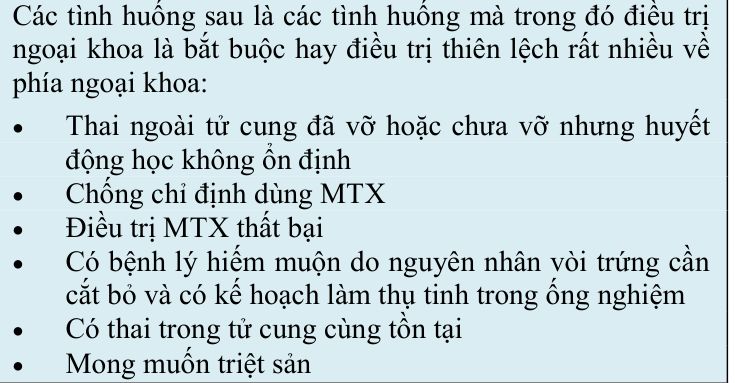 Các tình huống sau là các tình huống mà trong đó điều trị
ngoại khoa là bắt buộc hay điều trị thiên lệch rất nhiều về
phía ngoại khoa:
• Thai ngoài tử cung đã vỡ hoặc chưa vỡ nhưng huyết
động học không ổn định
• Chống chỉ định dùng MTX
• Điều trị MTX thất bại
• Có bệnh lý hiếm muộn do nguyên nhân vòi trứng cần
cắt bỏ và có kế hoạch làm thụ tinh trong ống nghiệm
• Có thai trong tử cung cùng tồn tại
• Mong muốn triệt sản